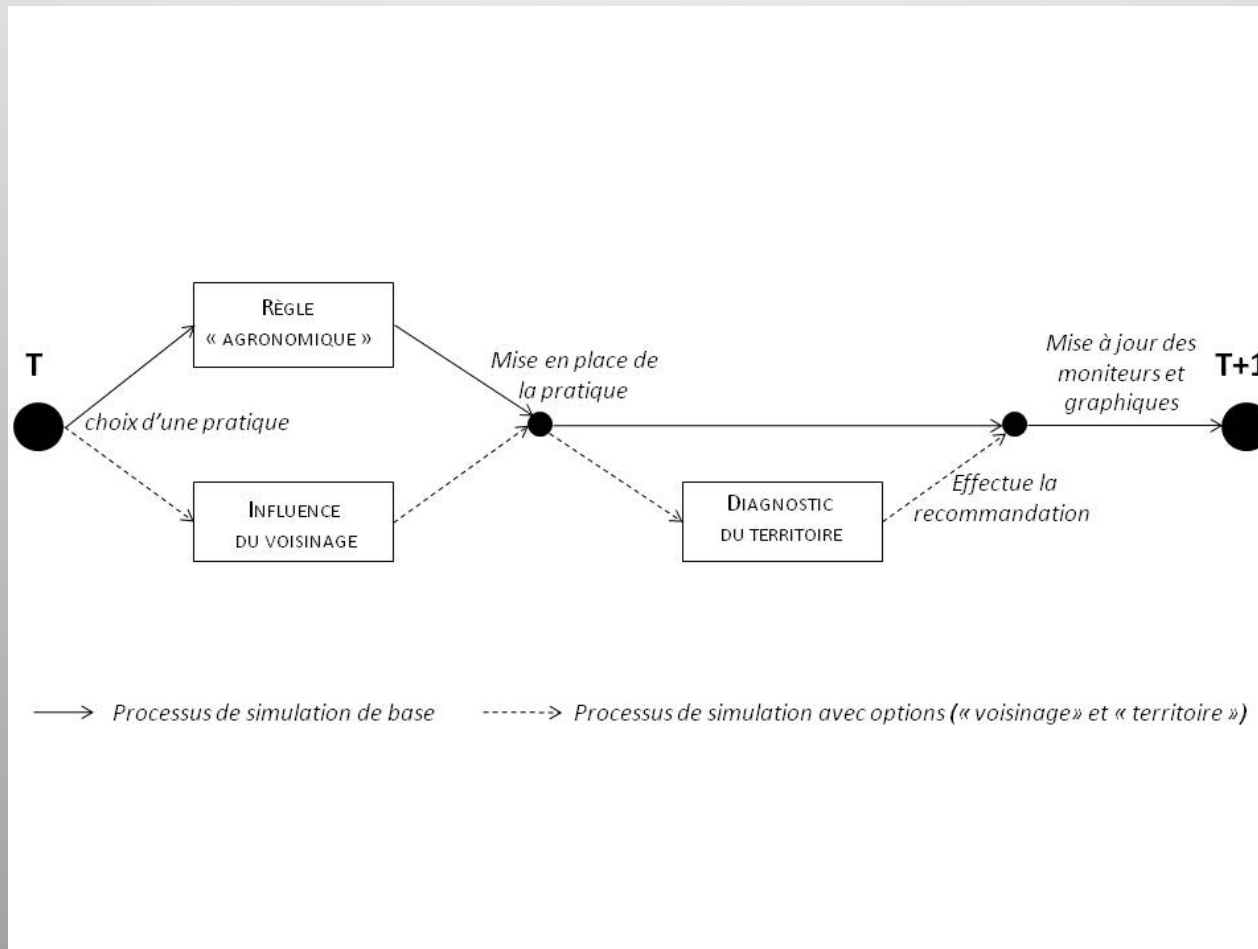 RÈGLE
« AGRONOMIQUE »
T
choix d'une pratique
Mise en place de
la pratique
Mise à jour des
moniteurs et
graphiques
T+1
INFLUENCE
DU VOISINAGE
DIAGNOSTIC
DU TERRITOIRE
Effectue la
recommandation
Processus de simulation de base
Processus de simulation avec options (« voisinage» et « territoire »)